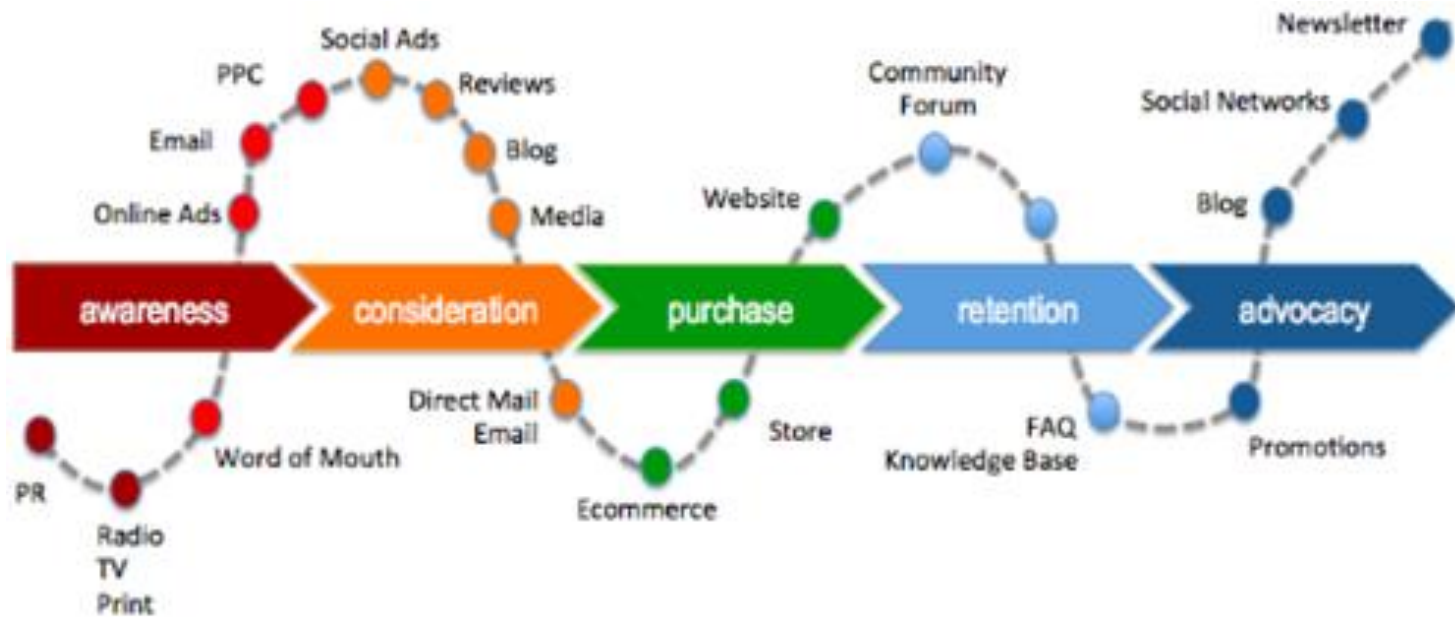 Newsletter
Social Ads
PPC
Reviews
Community
Forum
Social Networks
Email
Blog
Online Ads
Media
Website
Blog
awareness
consideration
purchase
retention
advocacy
Direct Mail
Email
Store
FAQ
Knowledge Base
Promotions
Word of Mouth
PR
Ecommerce
Radio
TV
Print